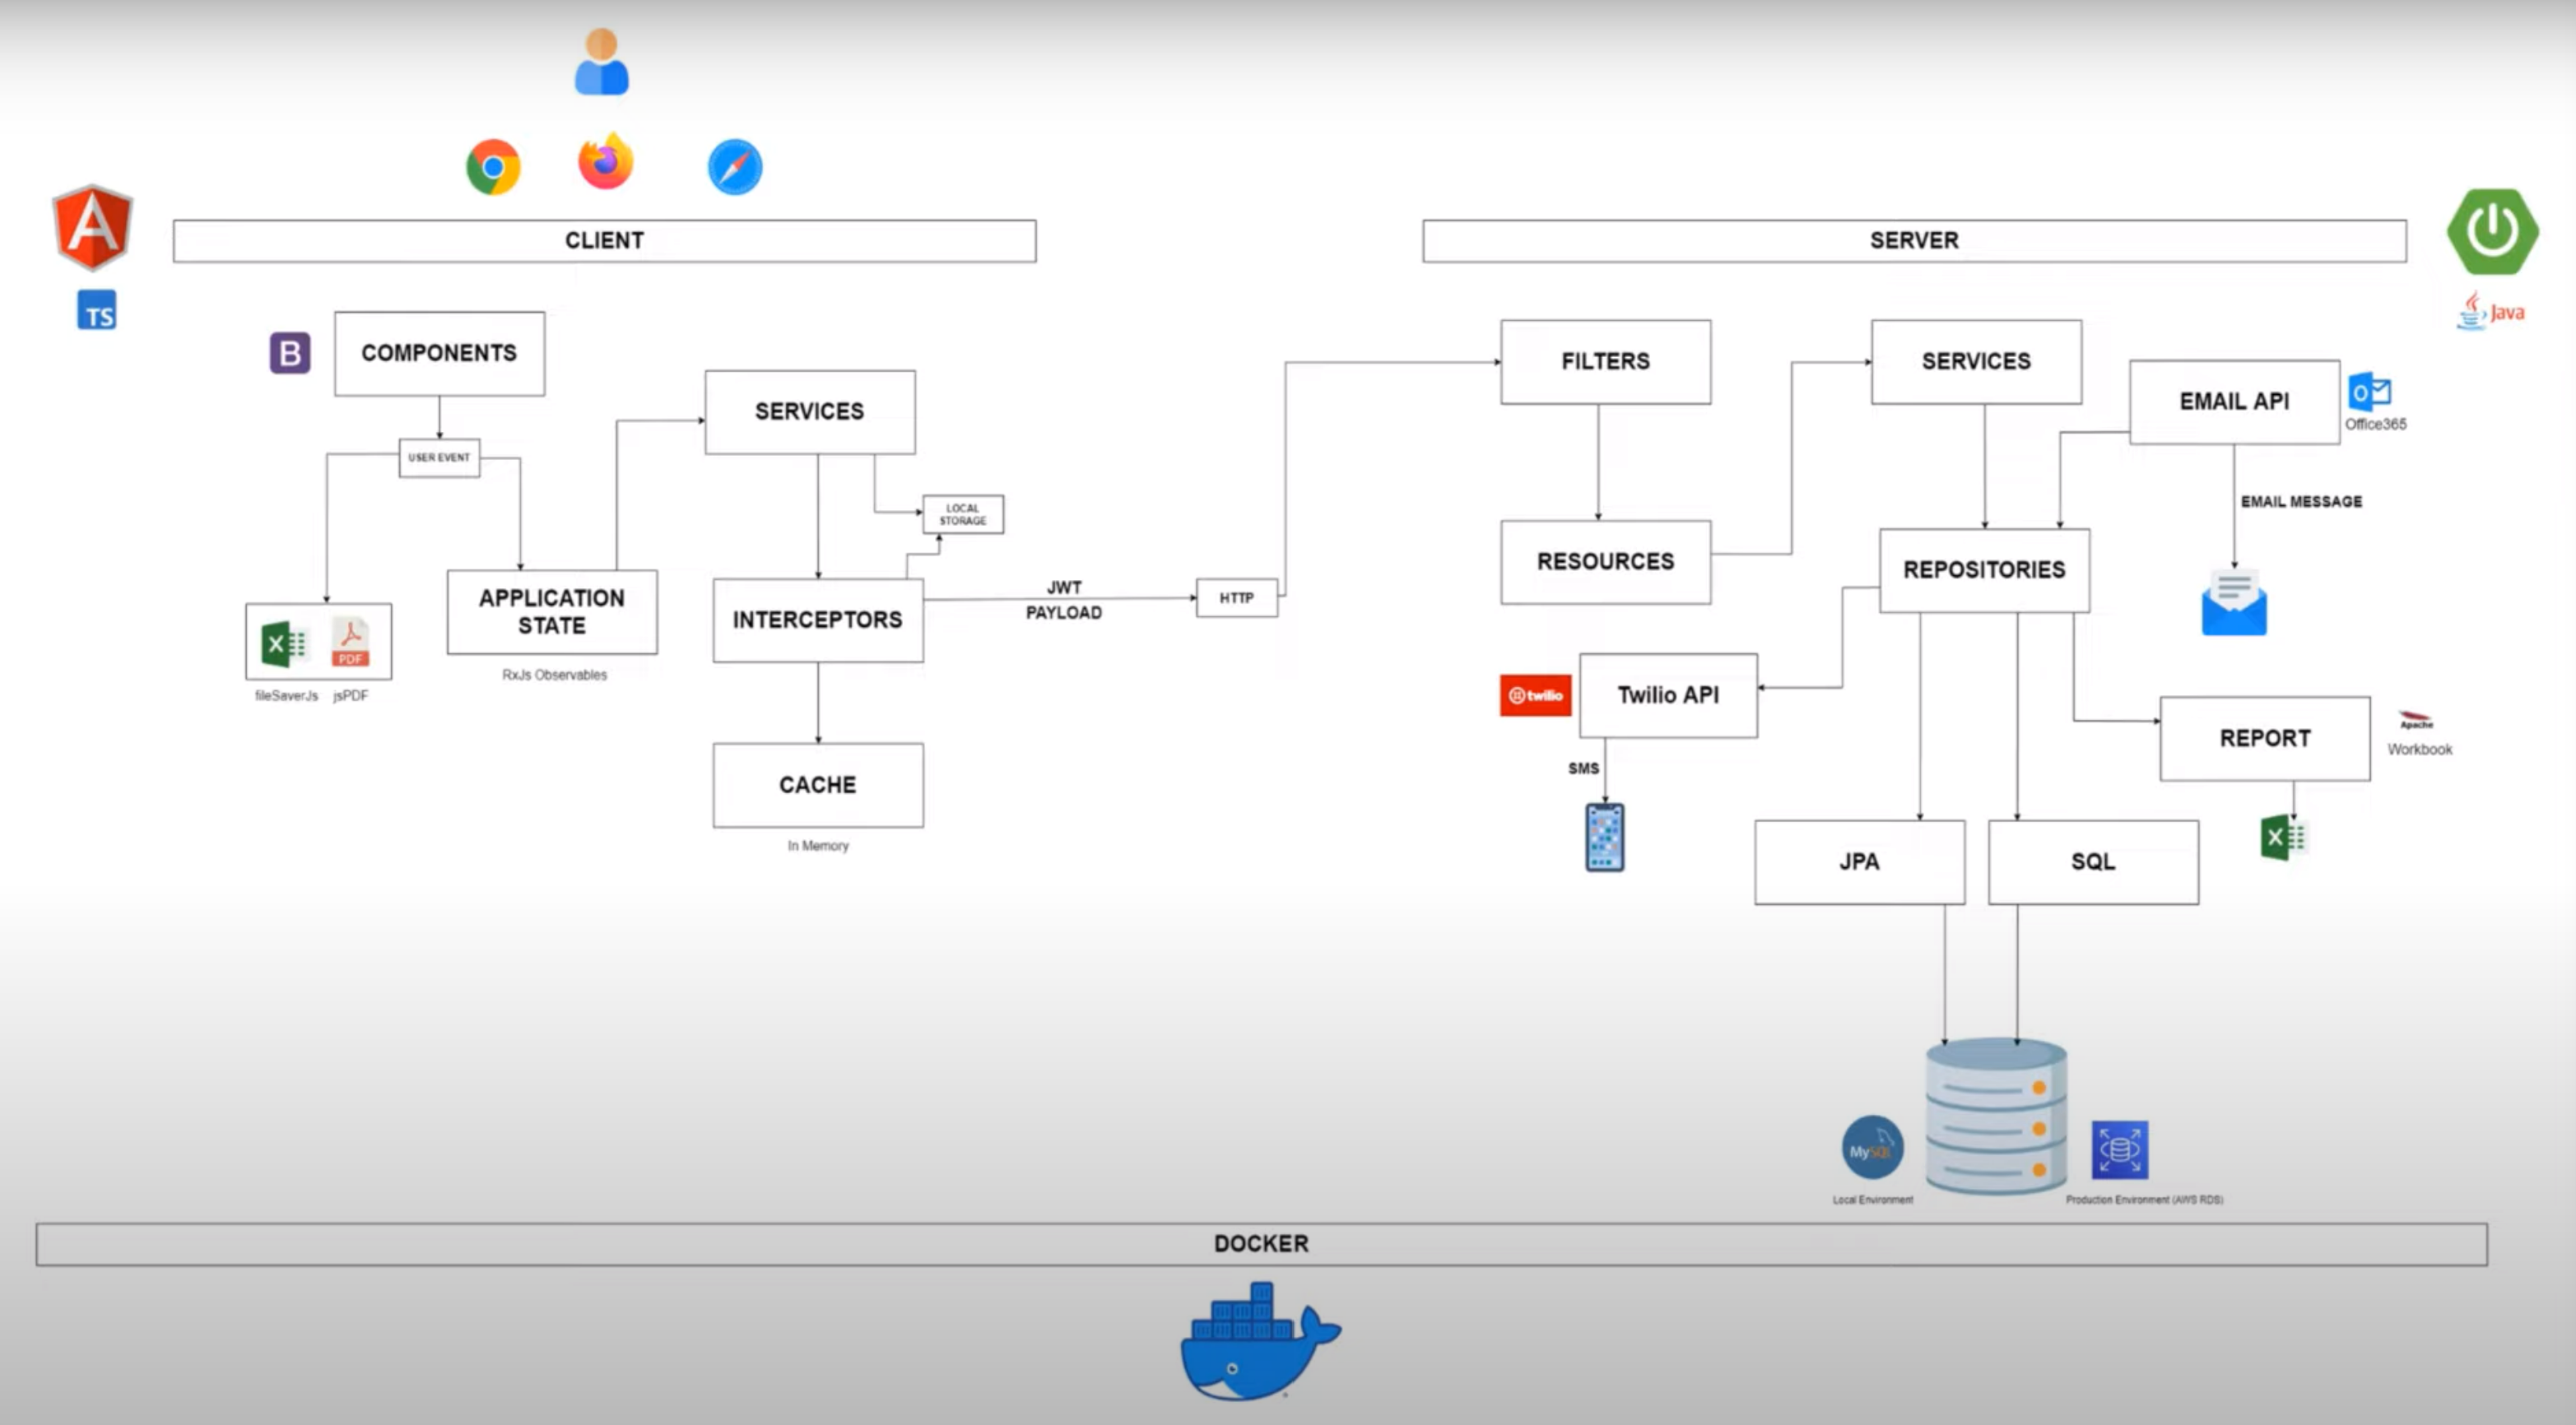 CLIENT
SERVER
TS
Java
B
COMPONENTS
USER EVENT
SERVICES
LOCAL
STORAGE
APPLICATION
STATE
RxJs Observables
X
PDF
fileSaverJs
jsPDF
INTERCEPTORS
JWT
PAYLOAD
HTTP
CACHE
In Memory
FILTERS
SERVICES
EMAIL API
Office365
EMAIL MESSAGE
RESOURCES
REPOSITORIES
twilio
Twilio API
SMS
REPORT
Apache
Workbook
X
JPA
SQL
MySQL
Local Environment
Production Environment (AWS RDS)
DOCKER